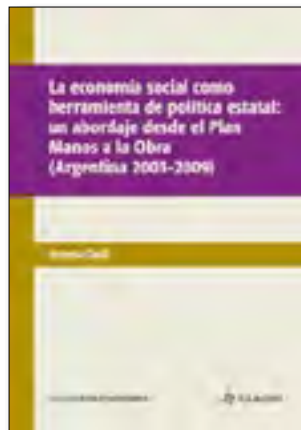 La economía social como
herramienta de política estatal:
un abordaje desde el Plan
Manos a la Obra
(Argentina 2003-2009)